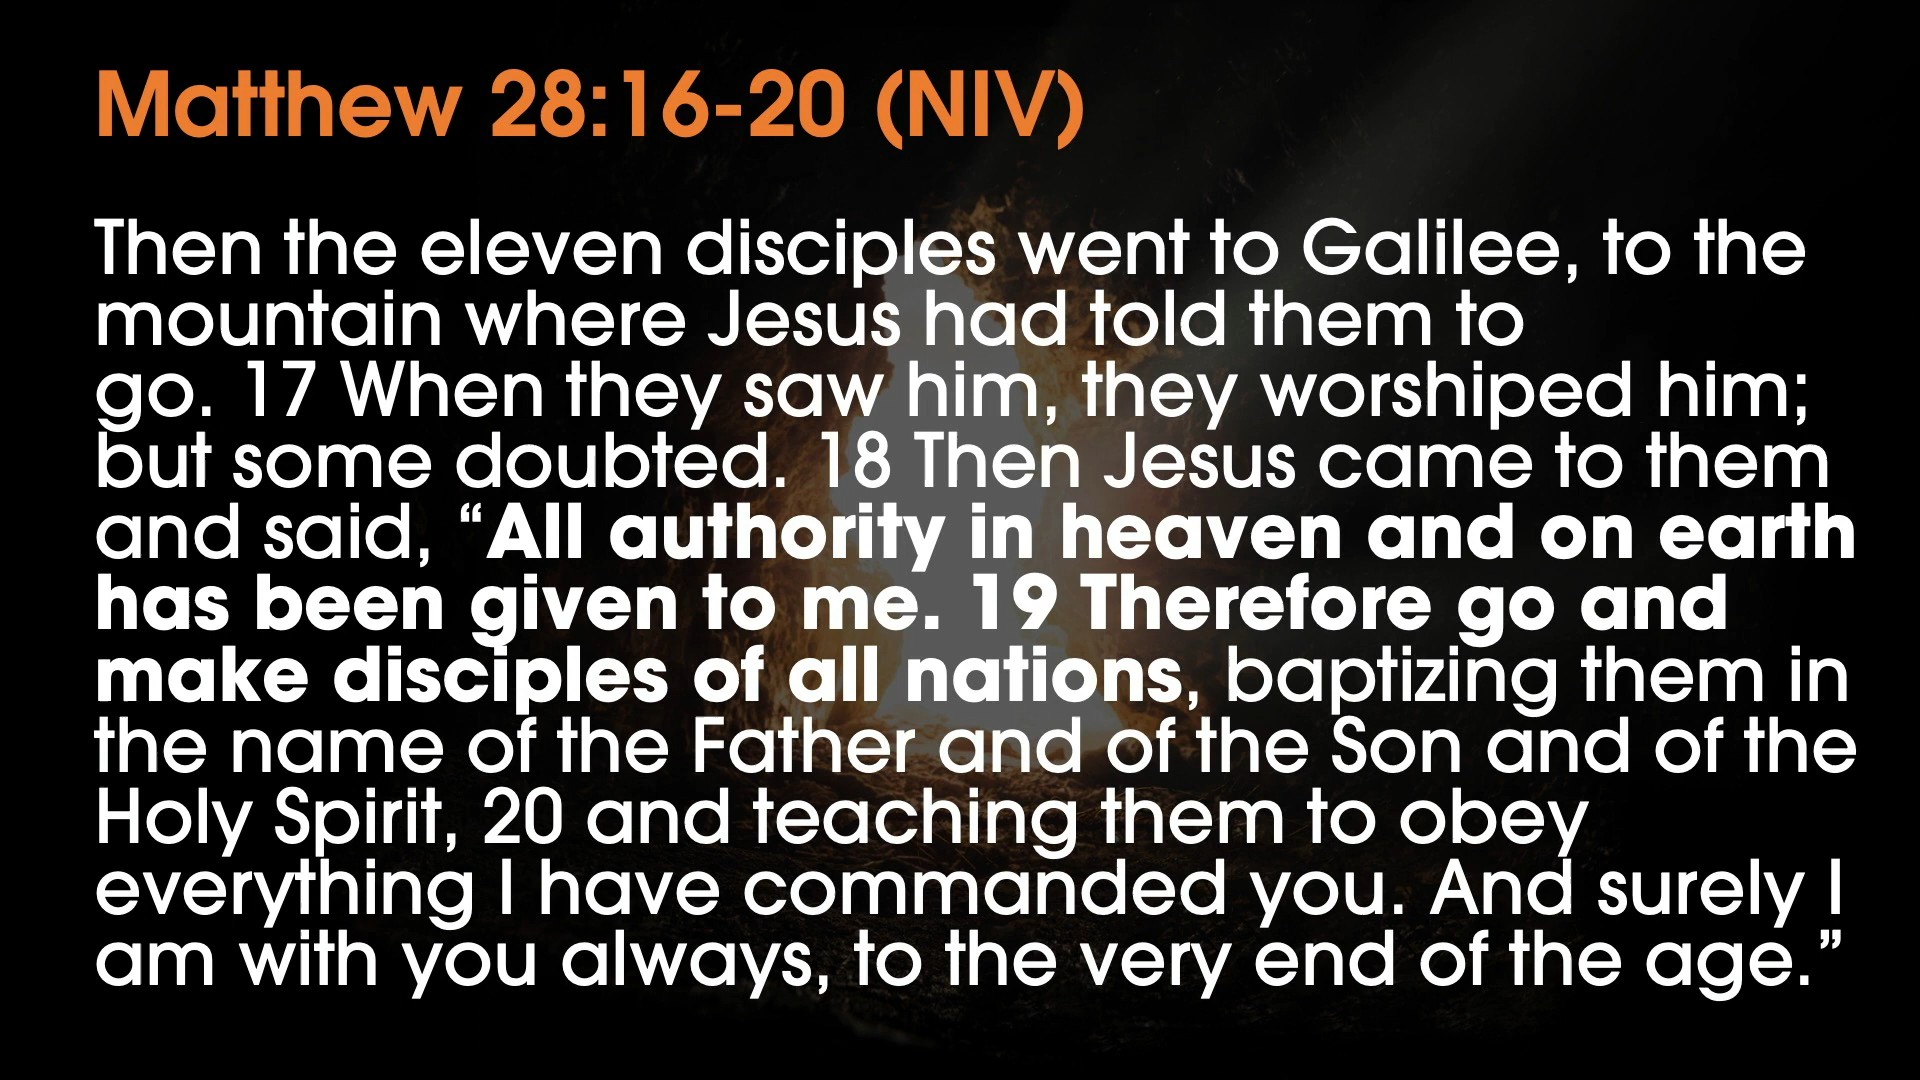 Matthew 28:16-20 (NIV)
Then the eleven disciples went to Galilee, to the
mountain where Jesus had told them to
go. 17 When they saw him, they worshiped him;
but some doubted. 18 Then Jesus came to them
and said, “All authority in heaven and on earth
has been given to me. 19 Therefore go and
make disciples of all nations, baptizing them in
the name of the Father and of the Son and of the
Holy Spirit, 20 and teaching them to obey
everything I have commanded you. And surely I
am with you always, to the very end of the age.”